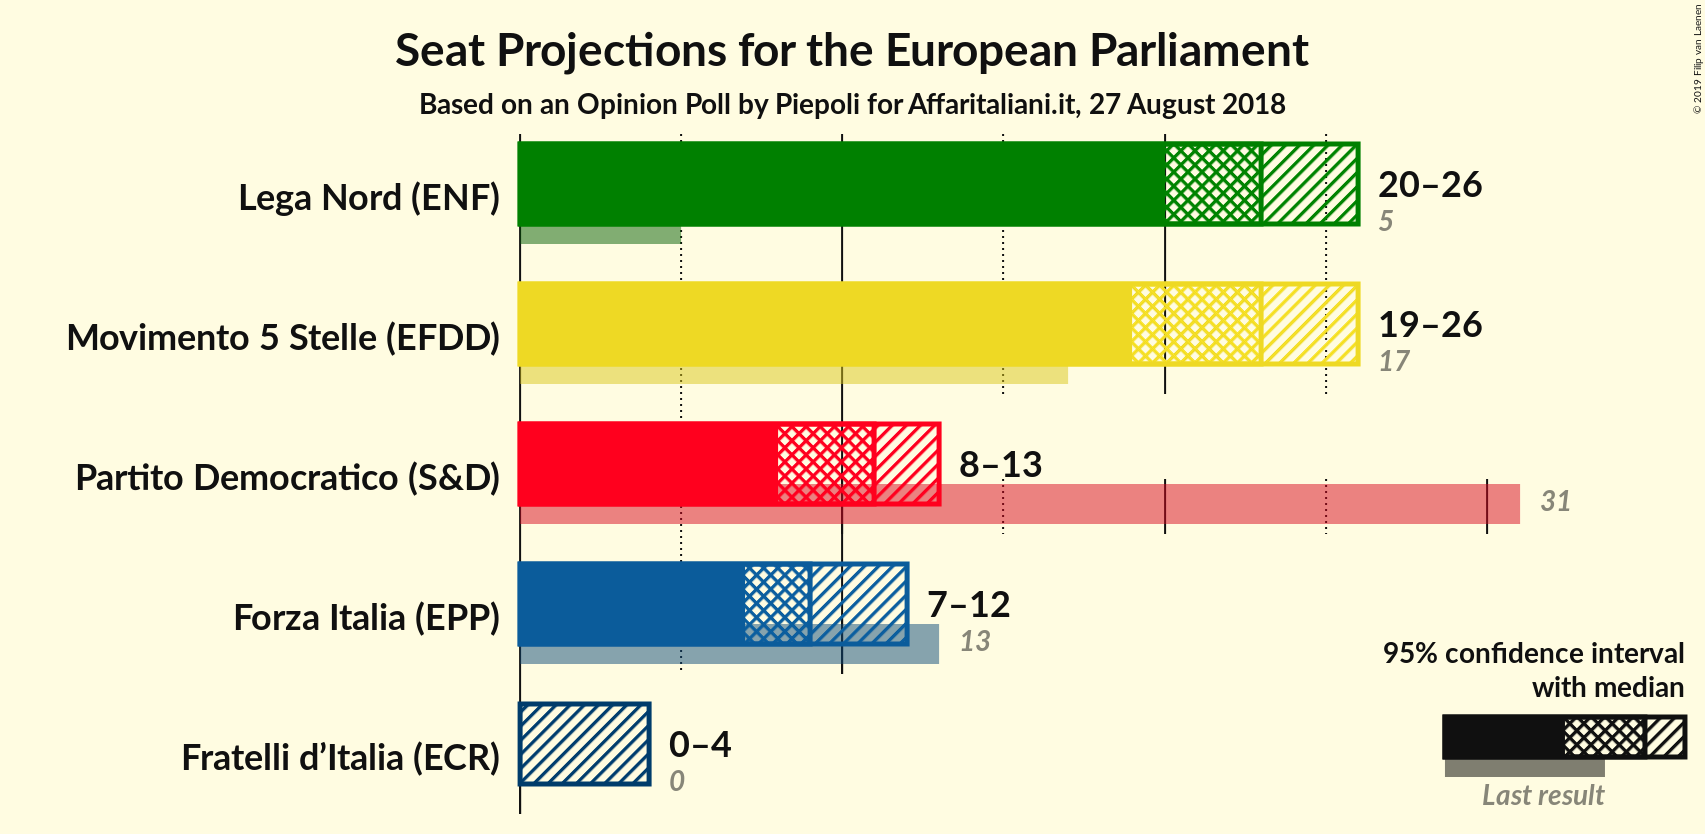 Seat Projections for the European Parliament
Based on an Opinion Poll by Piepoli for Affaritaliani.it, 27 August 2018
© 2019 Filip van Laenen
Lega Nord (ENF)
20–26
5
Movimento 5 Stelle (EFDD)
19–26
17
Partito Democratico (S&D)
8–13
31
Forza Italia (EPP)
7–12
13
Fratelli d’Italia (ECR)
0–4
0
95% confidence interval
with median
Last result